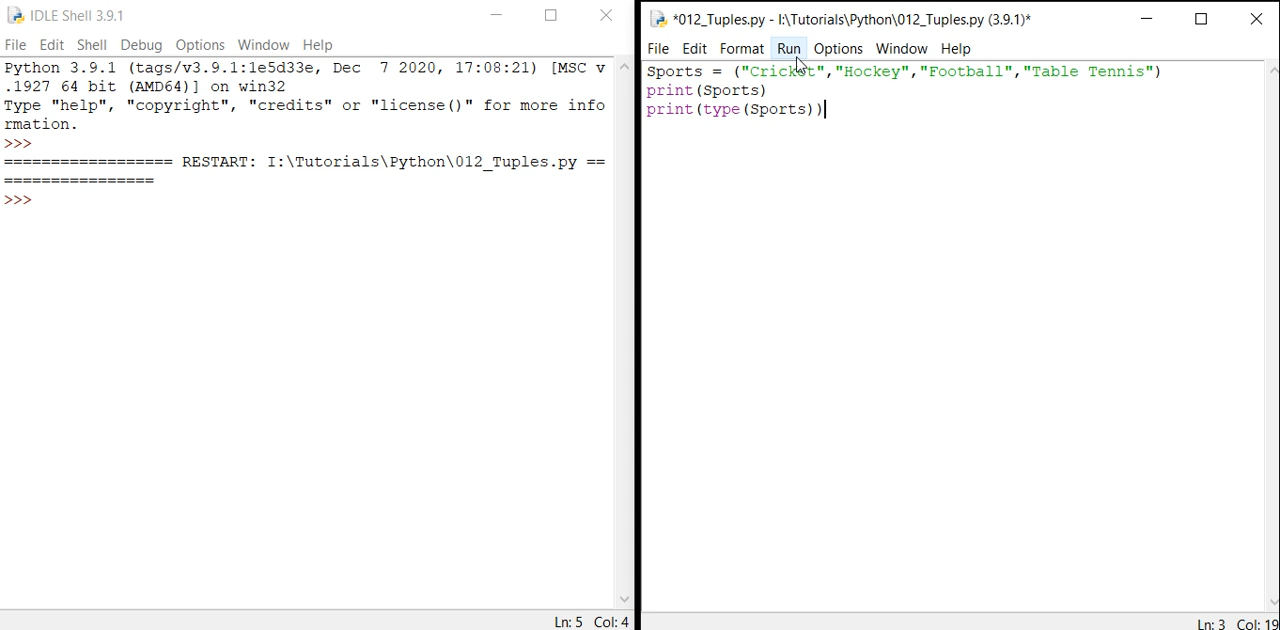 IDLE Shell 3.9.1
File Edit Shell Debug Options Window Help
Python 3.9.1 (tags/v3.9.1:1e5d33e, Dec  7 2020, 17:08:21) [MSC v
.1927 64 bit (AMD64)] on win32
Type "help", "copyright", "credits" or "license()" for more info
rmation.
>>>
=================== RESTART: I:\Tutorials\Python\012_Tuples.py ==
=================
>>>
Ln: 5 Col: 4
*012_Tuples.py - I:\Tutorials\Python\012_Tuples.py (3.9.1)*
File Edit Format Run Options Window Help
Sports = ("Cricket","Hockey","Football","Table Tennis")
print(Sports)
print(type(Sports))
Ln: 3 Col: 19